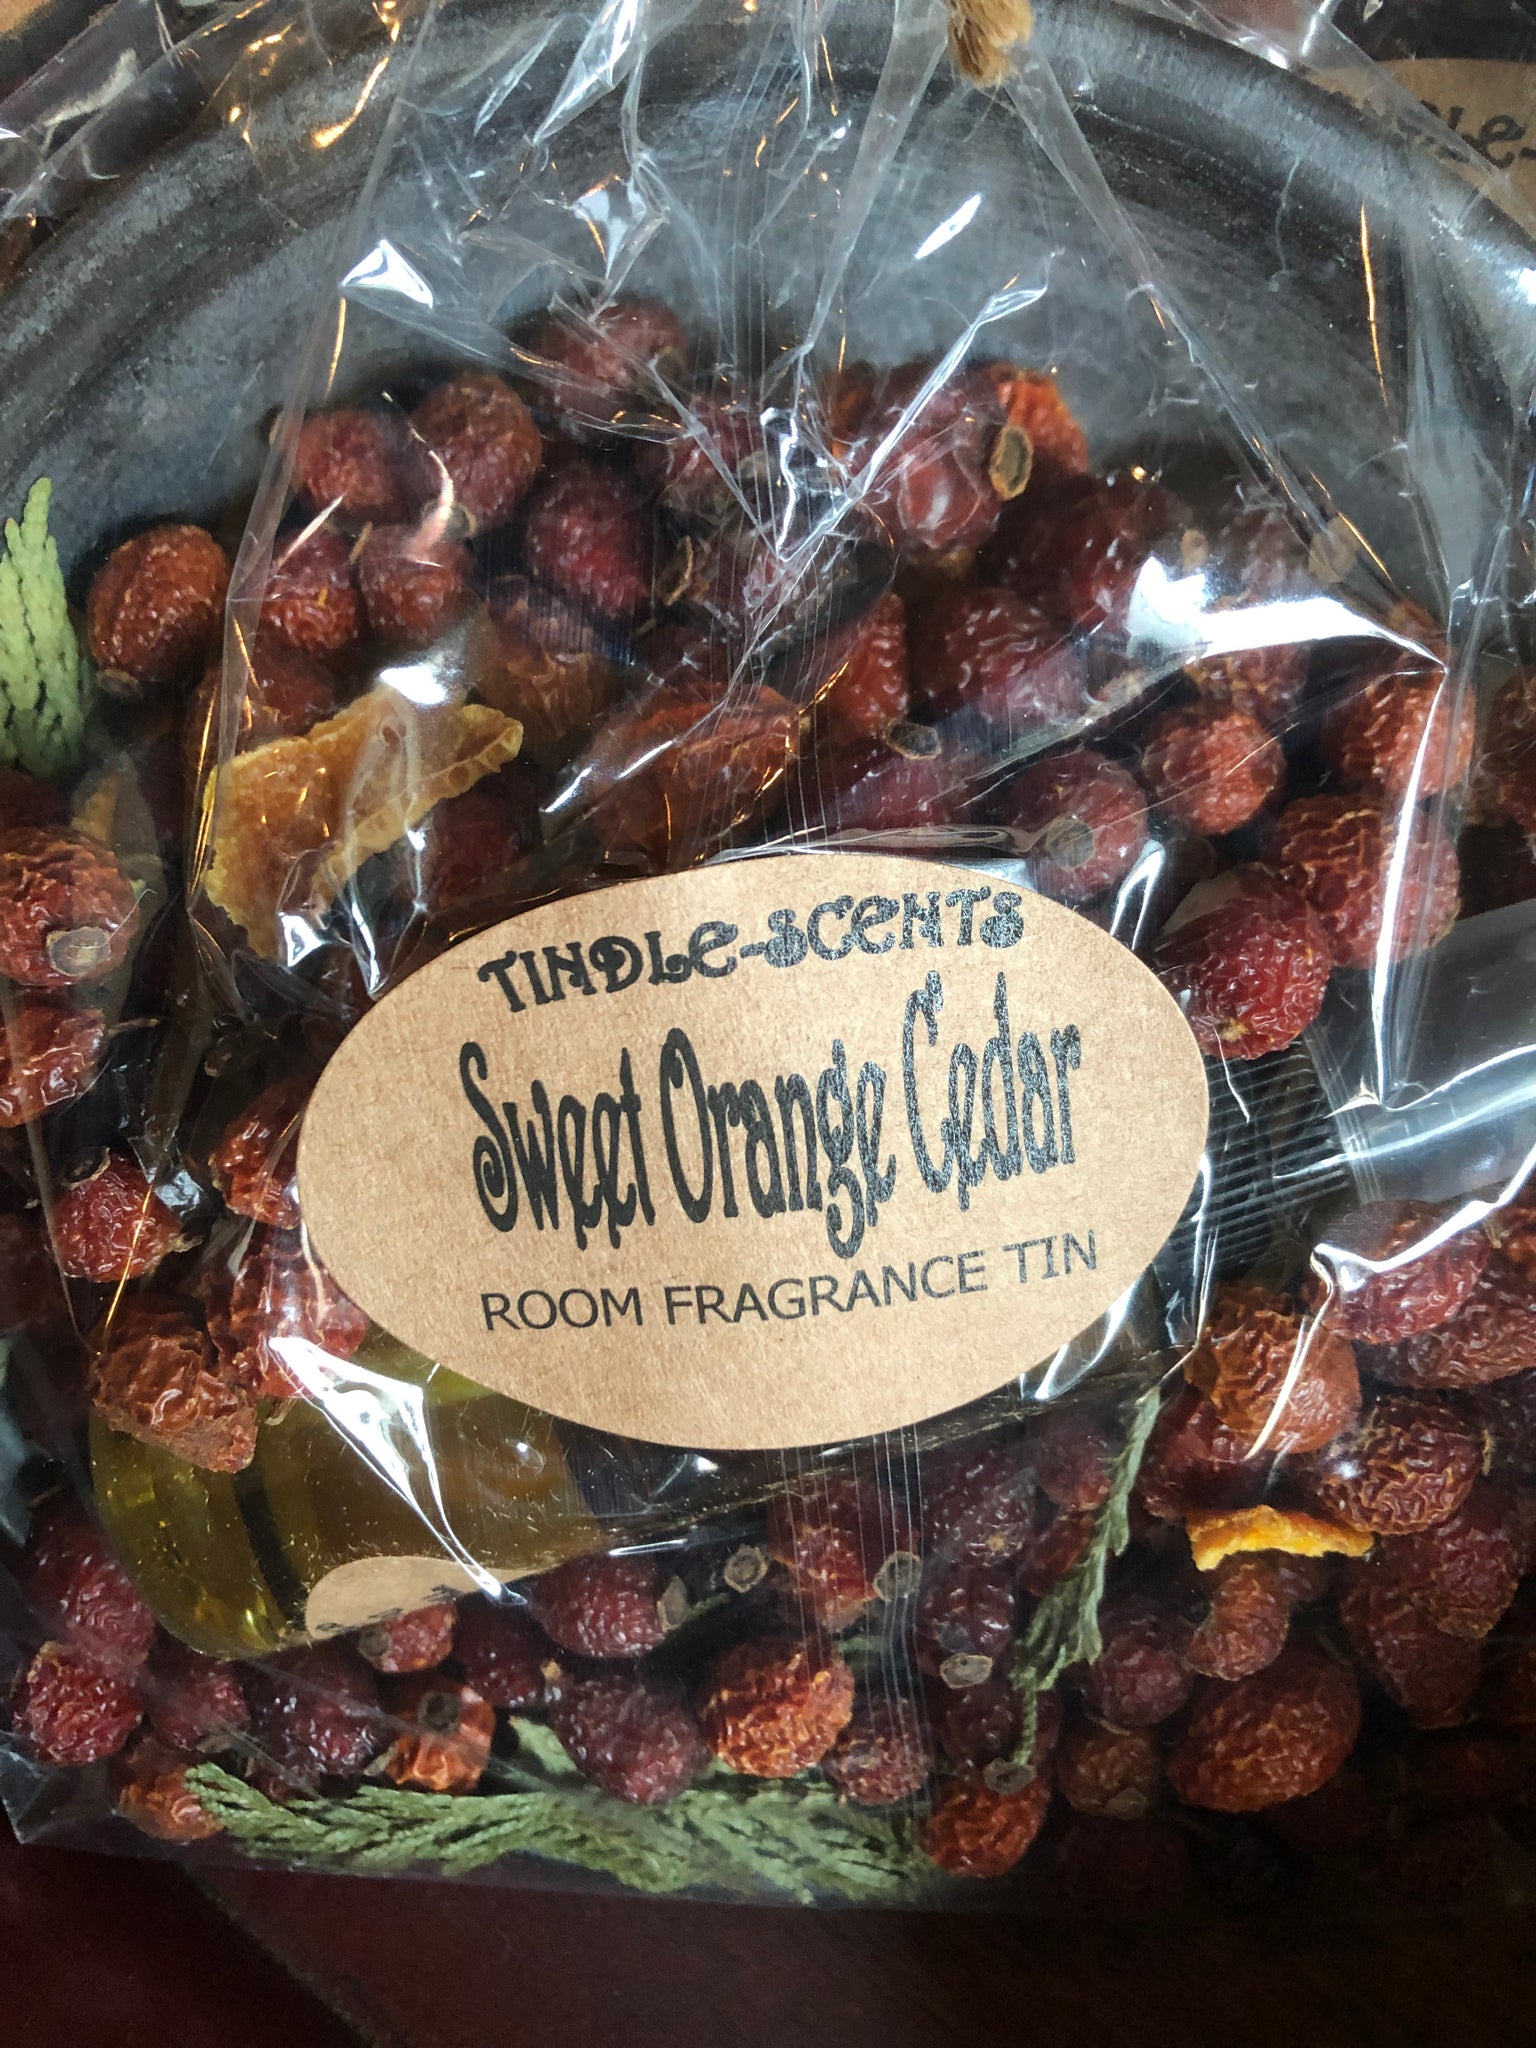 TINDLE-SCENTS
Sweet Orange Cedar
ROOM FRAGRANCE TIN